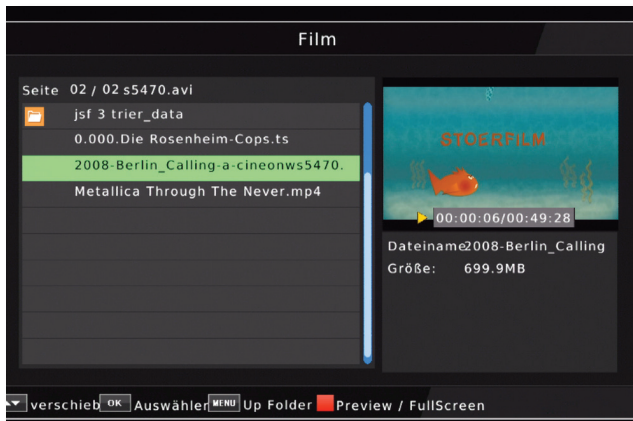 Film
Seite 02 / 02 s5470.avi
jsf 3 trier_data
0.000.Die Rosenheim-Cops.ts
2008-Berlin_Calling-a-cineonws5470.
Metallica Through The Never.mp4
STOERFILM
00:00:06/00:49:28
Dateiname2008-Berlin_Calling
Größe: 699.9MB
verschieb OK Auswähler MENU Up Folder Preview / FullScreen